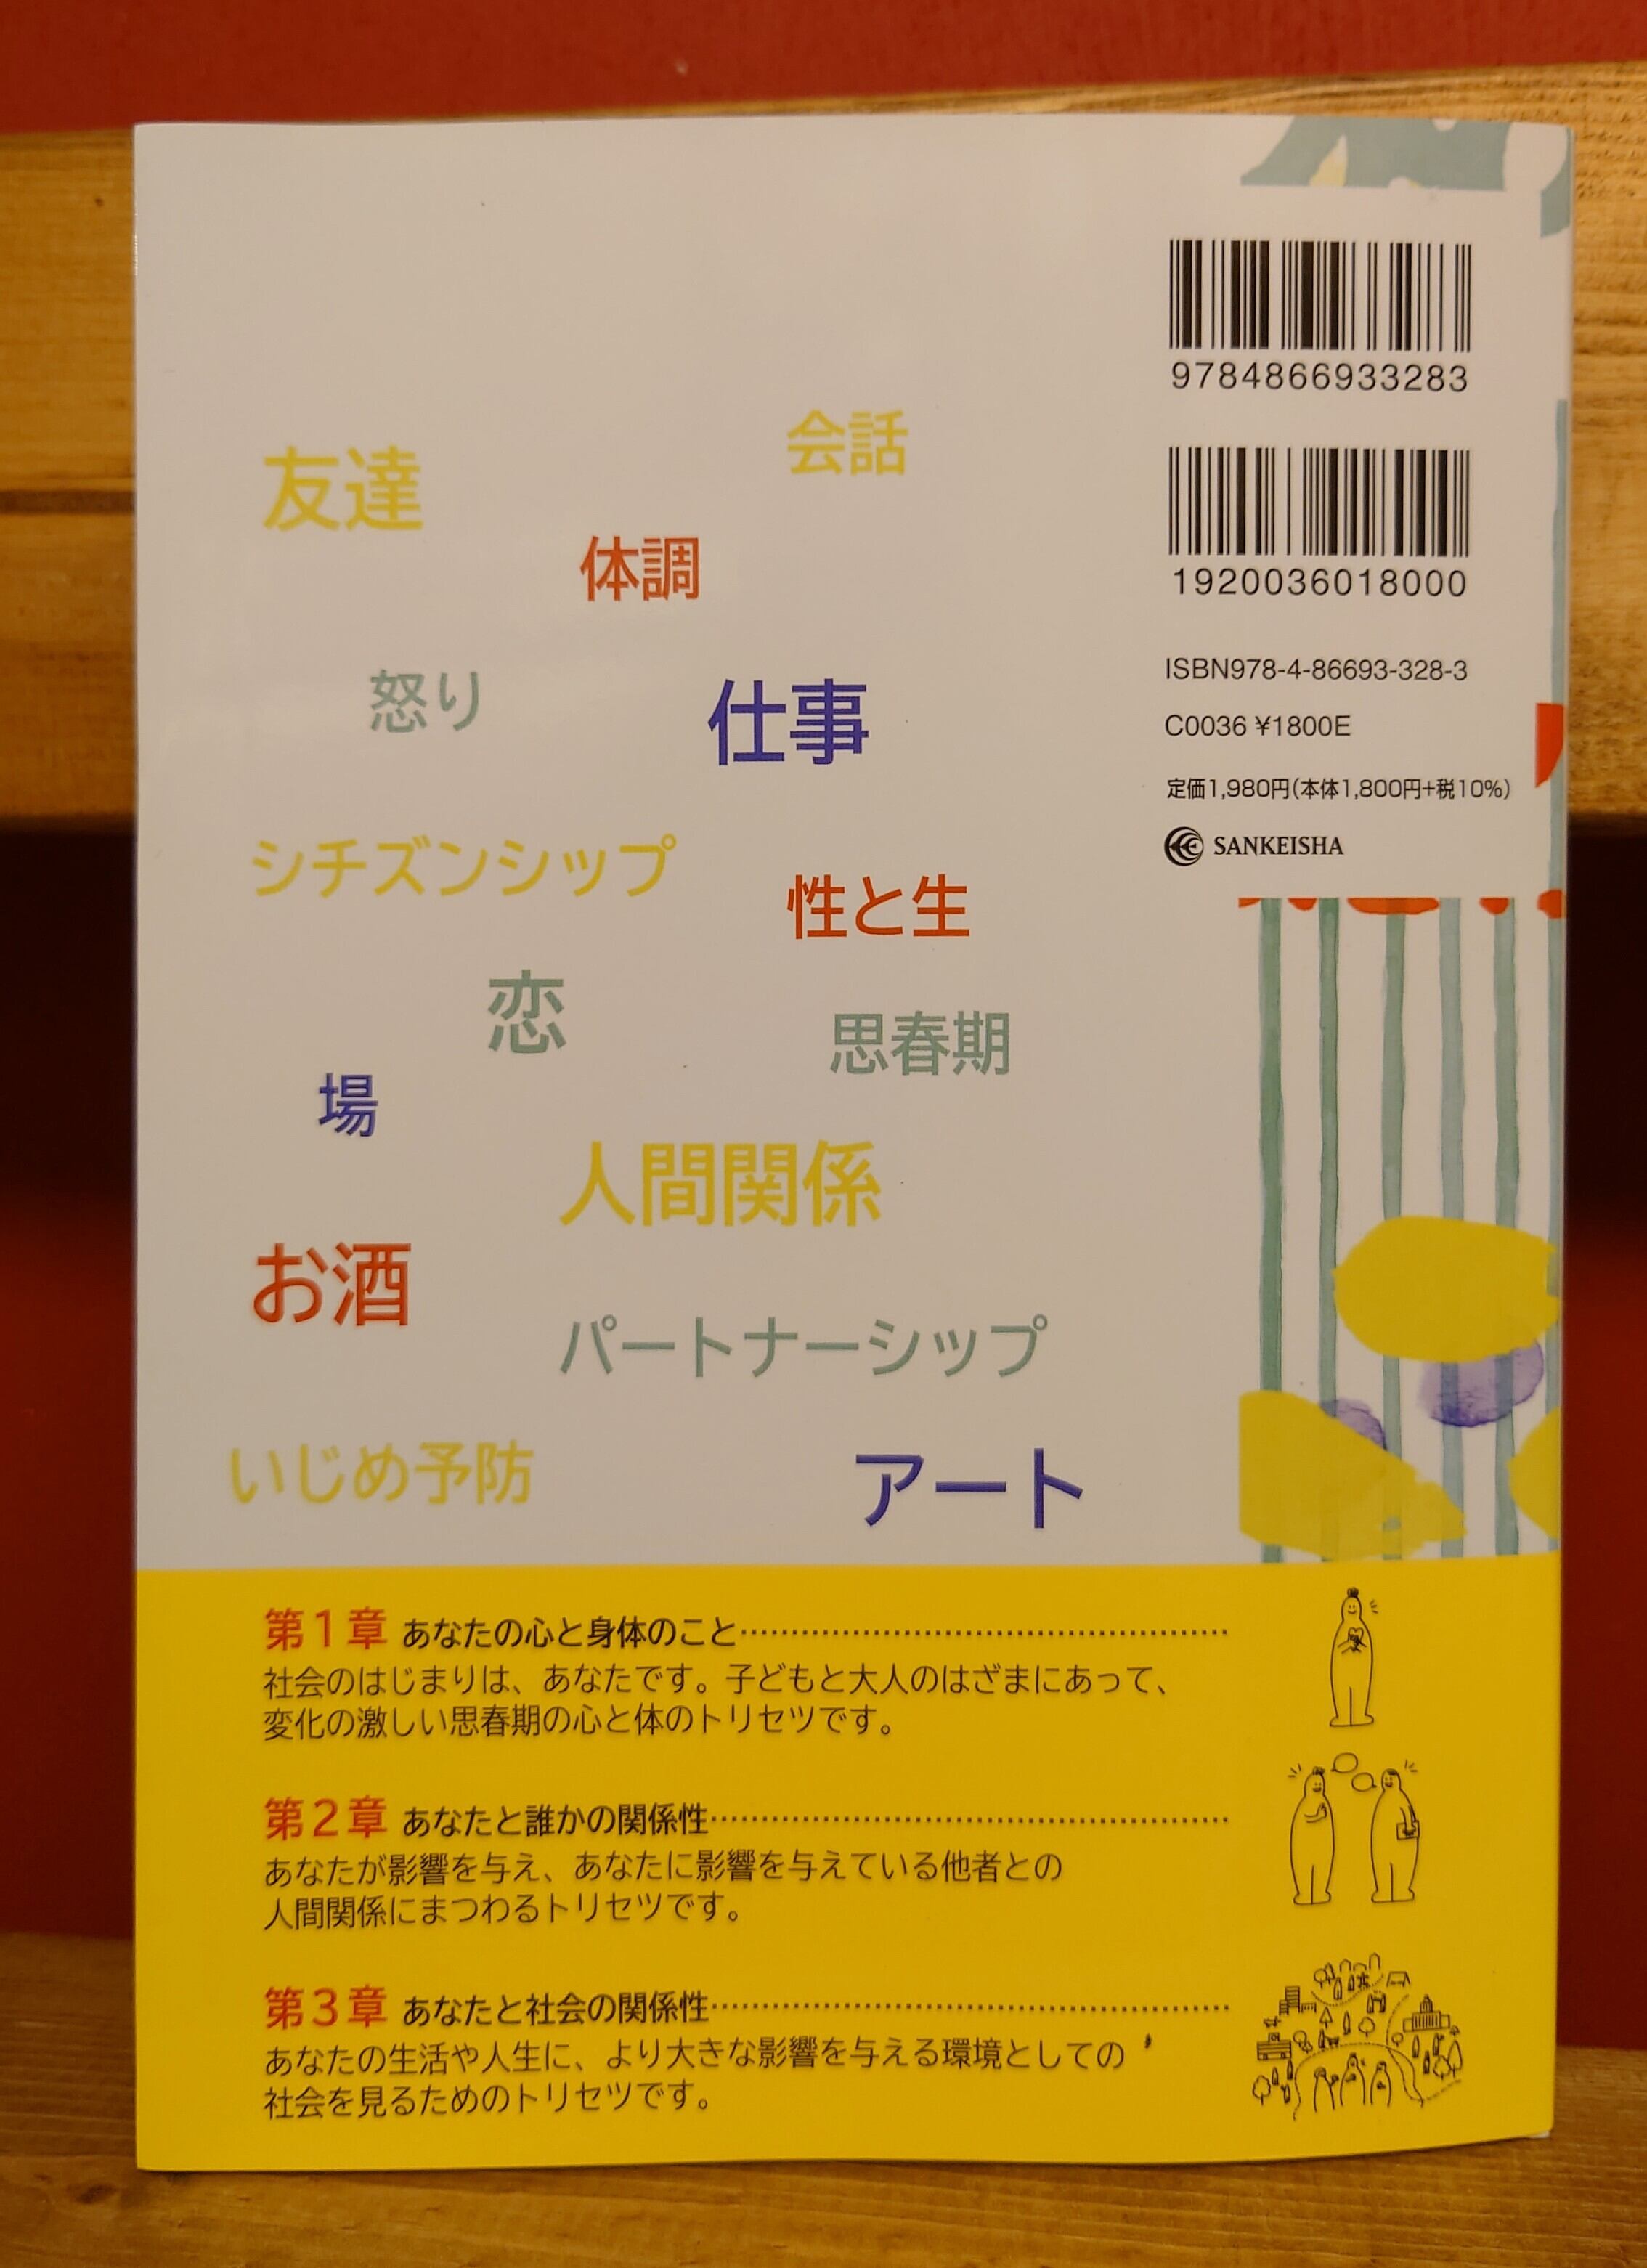 9784866933283
1920036018000
ISBN978-4-86693-328-3
C0036 ¥1800E
定価1,980円(本体1,800円+税10%)
SANKEISHA
会話
友達
体調
怒り
仕事
シチズンシップ
性と生
恋
思春期
場
人間関係
お酒
パートナーシップ
いじめ予防
アート
第1章 あなたの心と身体のこと
社会のはじまりは、あなたです。子どもと大人のはざまにあって、
変化の激しい思春期の心と体のトリセツです。
第2章 あなたと誰かの関係性
あなたが影響を与え、あなたに影響を与えている他者との
人間関係にまつわるトリセツです。
第3章 あなたと社会の関係性
あなたの生活や人生に、より大きな影響を与える環境としての
社会を見るためのトリセツです。